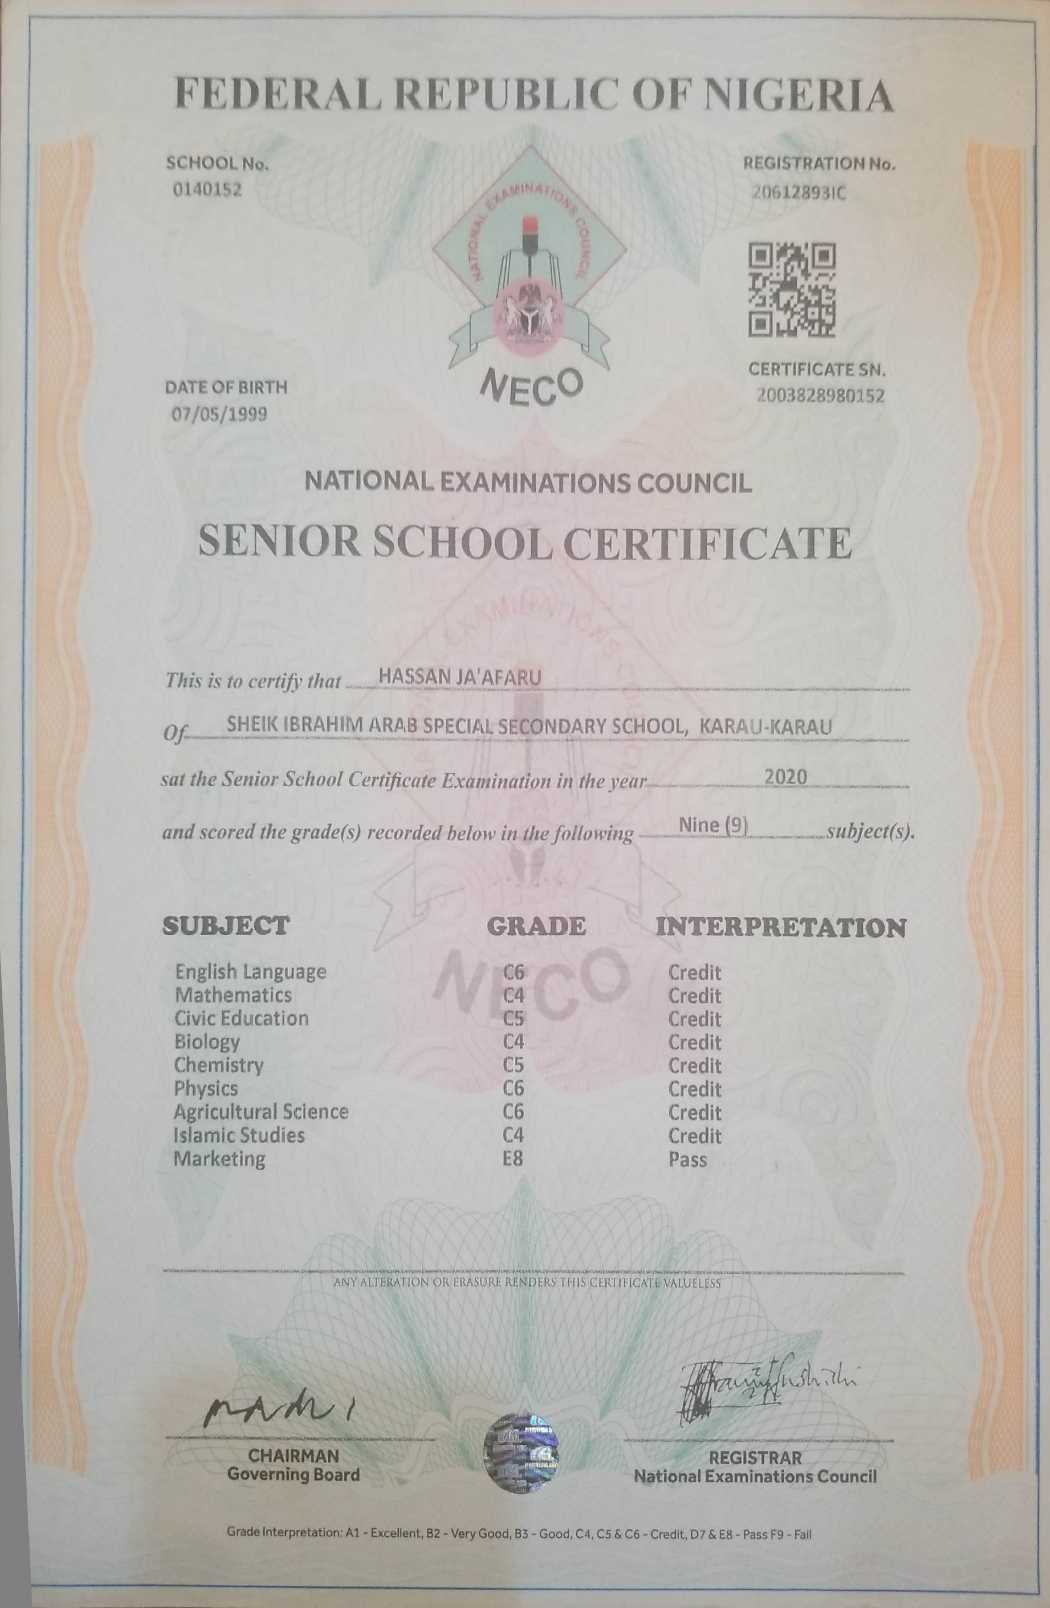 FEDERAL REPUBLIC OF NIGERIA
SCHOOL No.
0140152
REGISTRATION No.
20612893IC
NATIONAL EXAMINATIONS COUNCIL
NECO
DATE OF BIRTH
07/05/1999
CERTIFICATE SN.
2003828980152
NATIONAL EXAMINATIONS COUNCIL
SENIOR SCHOOL CERTIFICATE
This is to certify that HASSAN JA'AFARU
Of SHEIK IBRAHIM ARAB SPECIAL SECONDARY SCHOOL, KARAU-KARAU
sat the Senior School Certificate Examination in the year 2020
and scored the grade(s) recorded below in the following Nine (9) subject(s).
SUBJECT GRADE INTERPRETATION
English Language C6 Credit
Mathematics C4 Credit
Civic Education C5 Credit
Biology C4 Credit
Chemistry C5 Credit
Physics C6 Credit
Agricultural Science C6 Credit
Islamic Studies C4 Credit
Marketing E8 Pass
NECO
ANY ALTERATION OR ERASURE RENDERS THIS CERTIFICATE VALUELESS
CHAIRMAN
Governing Board
REGISTRAR
National Examinations Council
Grade Interpretation: A1 - Excellent, B2 - Very Good, B3 - Good, C4, C5 & C6 - Credit, D7 & E8 - Pass F9 - Fail